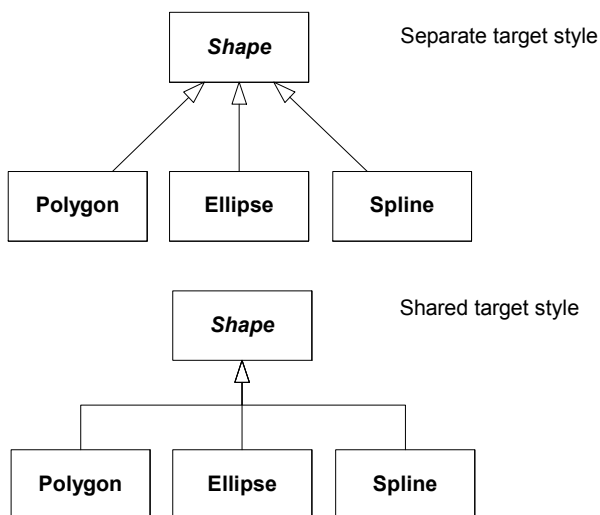 Shape
Separate target style
Polygon
Ellipse
Spline
Shape
Shared target style
Polygon
Ellipse
Spline